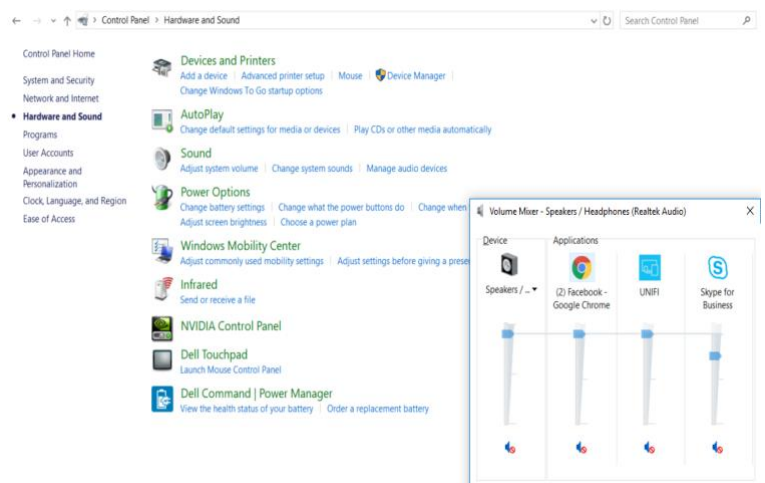 Control Panel > Hardware and Sound
Search Control Panel
Control Panel Home
System and Security
Network and Internet
Hardware and Sound
Programs
User Accounts
Appearance and
Personalization
Clock, Language, and Region
Ease of Access
Devices and Printers
Add a device | Advanced printer setup | Mouse | Device Manager |
Change Windows To Go startup options
AutoPlay
Change default settings for media or devices | Play CDs or other media automatically
Sound
Adjust system volume | Change system sounds | Manage audio devices
Power Options
Change battery settings | Change what the power buttons do | Change when
Adjust screen brightness | Choose a power plan
Windows Mobility Center
Adjust commonly used mobility settings | Adjust settings before giving a
Infrared
Send or receive a file
NVIDIA Control Panel
Dell Touchpad
Launch Mouse Control Panel
Dell Command | Power Manager
View the health status of your battery | Order a replacement battery
Volume Mixer - Speakers / Headphones (Realtek Audio)
Device
Applications
Speakers / ...
(2) Facebook -
Google Chrome
UNIFI
Skype for
Business